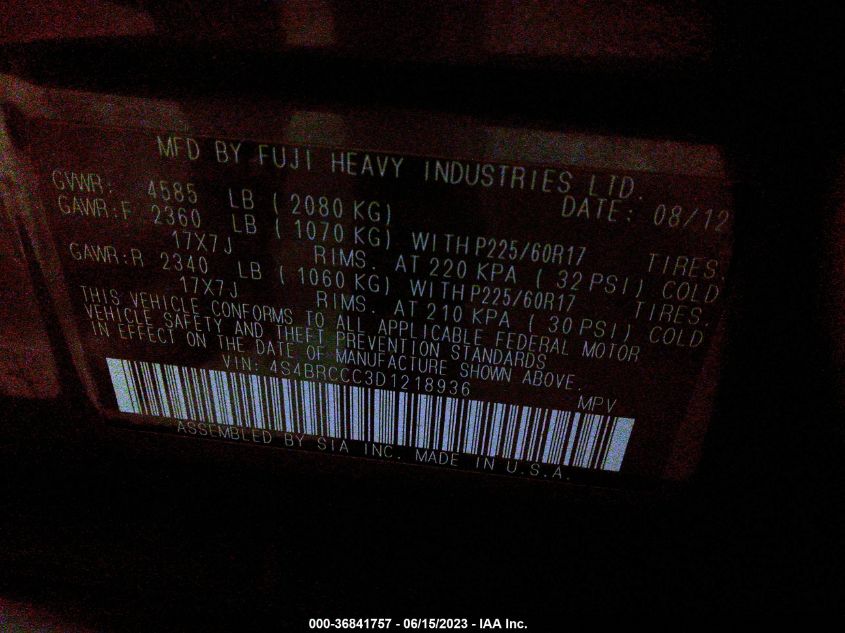 MFD BY FUJI HEAVY INDUSTRIES LTD.
GVWR: 4585 LB ( 2080 KG) DATE: 08/12
GAWR:F 2360 LB ( 1070 KG) WITH P225/60R17 TIRES.
17X7J RIMS. AT 220 KPA ( 32 PSI) COLD
GAWR:R 2340 LB ( 1060 KG) WITH P225/60R17 TIRES.
17X7J RIMS. AT 210 KPA ( 30 PSI) COLD
THIS VEHICLE CONFORMS TO ALL APPLICABLE FEDERAL MOTOR
VEHICLE SAFETY AND THEFT PREVENTION STANDARDS
IN EFFECT ON THE DATE OF MANUFACTURE SHOWN ABOVE.
VIN: 4S4BRCCC3D1218936 MPV
ASSEMBLED BY SIA INC. MADE IN U.S.A.
000-36841757 - 06/15/2023 - IAA Inc.